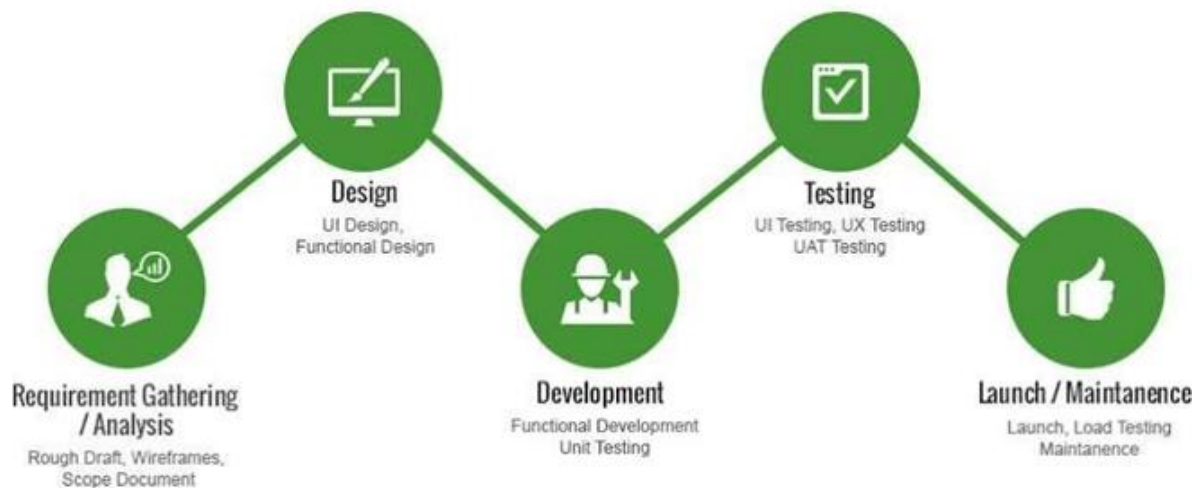 Requirement Gathering
/ Analysis
Rough Draft, Wireframes,
Scope Document
Design
UI Design,
Functional Design
Development
Functional Development
Unit Testing
Testing
UI Testing, UX Testing
UAT Testing
Launch / Maintanence
Launch, Load Testing
Maintanence